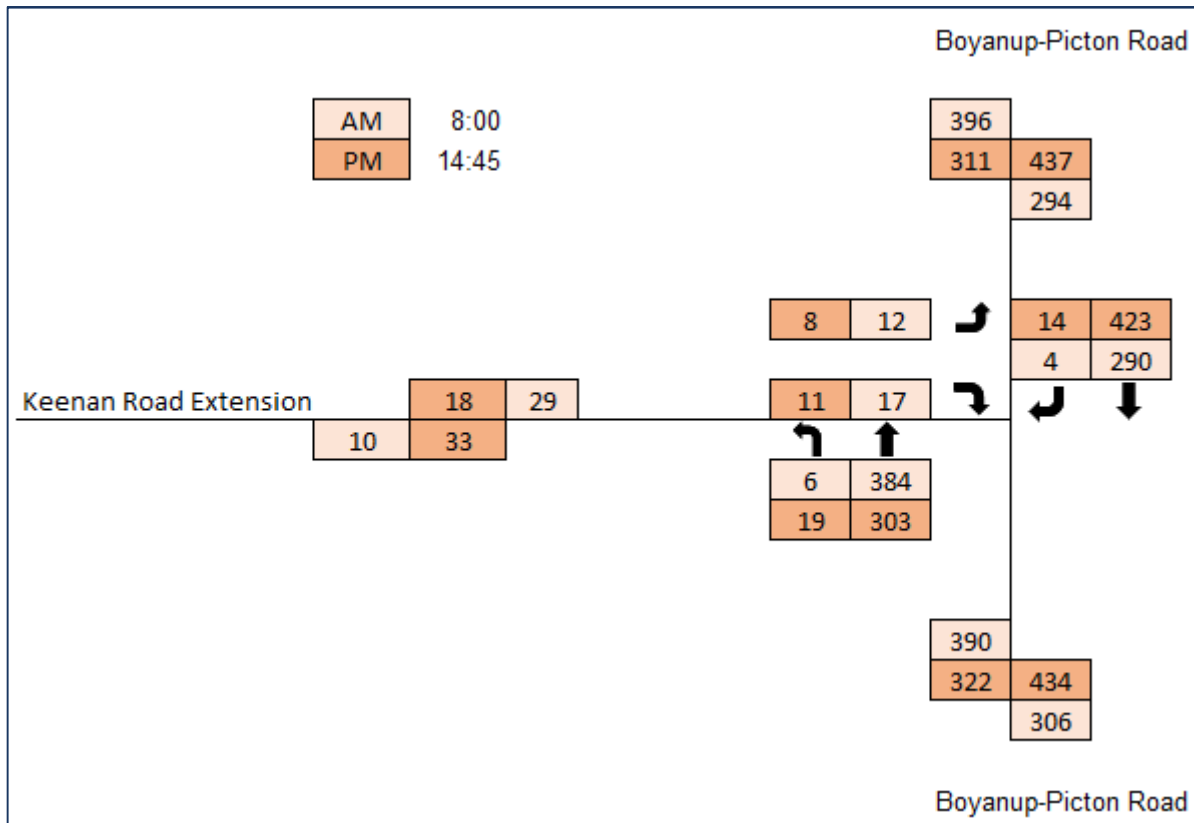 Boyanup-Picton Road
AM 8:00 396
PM 14:45 311 437
294
8 12 14 423
4 290
Keenan Road Extension 18 29 11 17
10 33
6 384
19 303
390
322 434
306
Boyanup-Picton Road